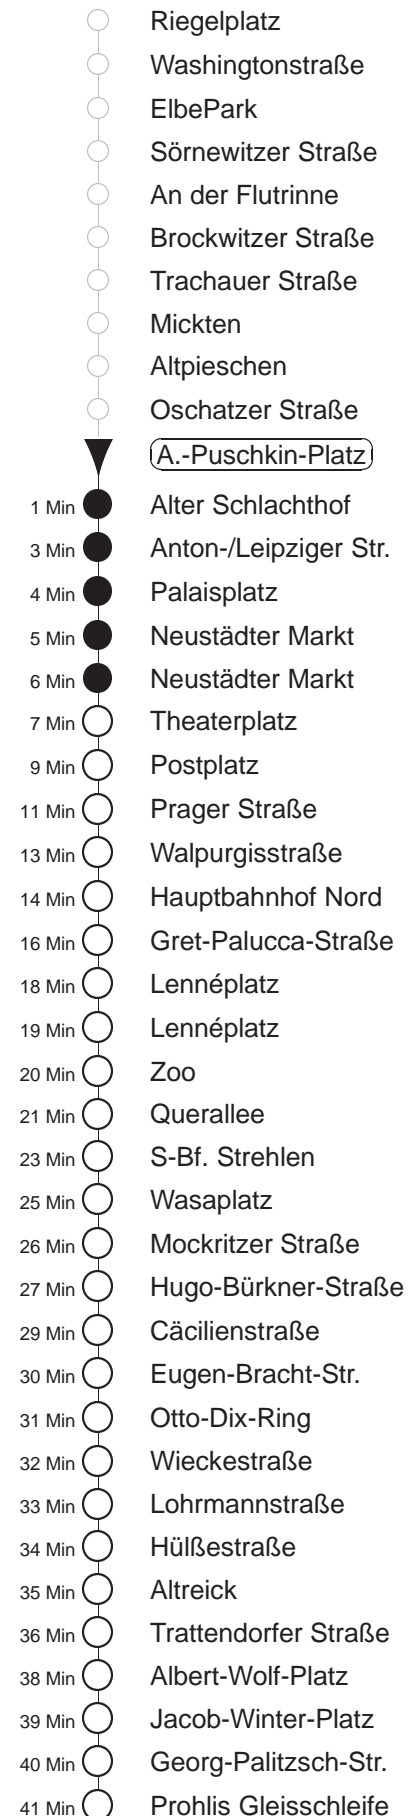 Riegelplatz
Washingtonstraße
ElbePark
Sörnewitzer Straße
An der Flutrinne
Brockwitzer Straße
Trachauer Straße
Mickten
Altpieschen
Oschatzer Straße
A.-Puschkin-Platz
1 Min Alter Schlachthof
3 Min Anton-/Leipziger Str.
4 Min Palaisplatz
5 Min Neustädter Markt
6 Min Neustädter Markt
7 Min Theaterplatz
9 Min Postplatz
11 Min Prager Straße
13 Min Walpurgisstraße
14 Min Hauptbahnhof Nord
16 Min Gret-Palucca-Straße
18 Min Lennéplatz
19 Min Lennéplatz
20 Min Zoo
21 Min Querallee
23 Min S-Bf. Strehlen
25 Min Wasaplatz
26 Min Mockritzer Straße
27 Min Hugo-Bürkner-Straße
29 Min Cäcilienstraße
30 Min Eugen-Bracht-Str.
31 Min Otto-Dix-Ring
32 Min Wieckestraße
33 Min Lohrmannstraße
34 Min Hülßestraße
35 Min Altreick
36 Min Trattendorfer Straße
38 Min Albert-Wolf-Platz
39 Min Jacob-Winter-Platz
40 Min Georg-Palitzsch-Str.
41 Min Prohlis Gleisschleife